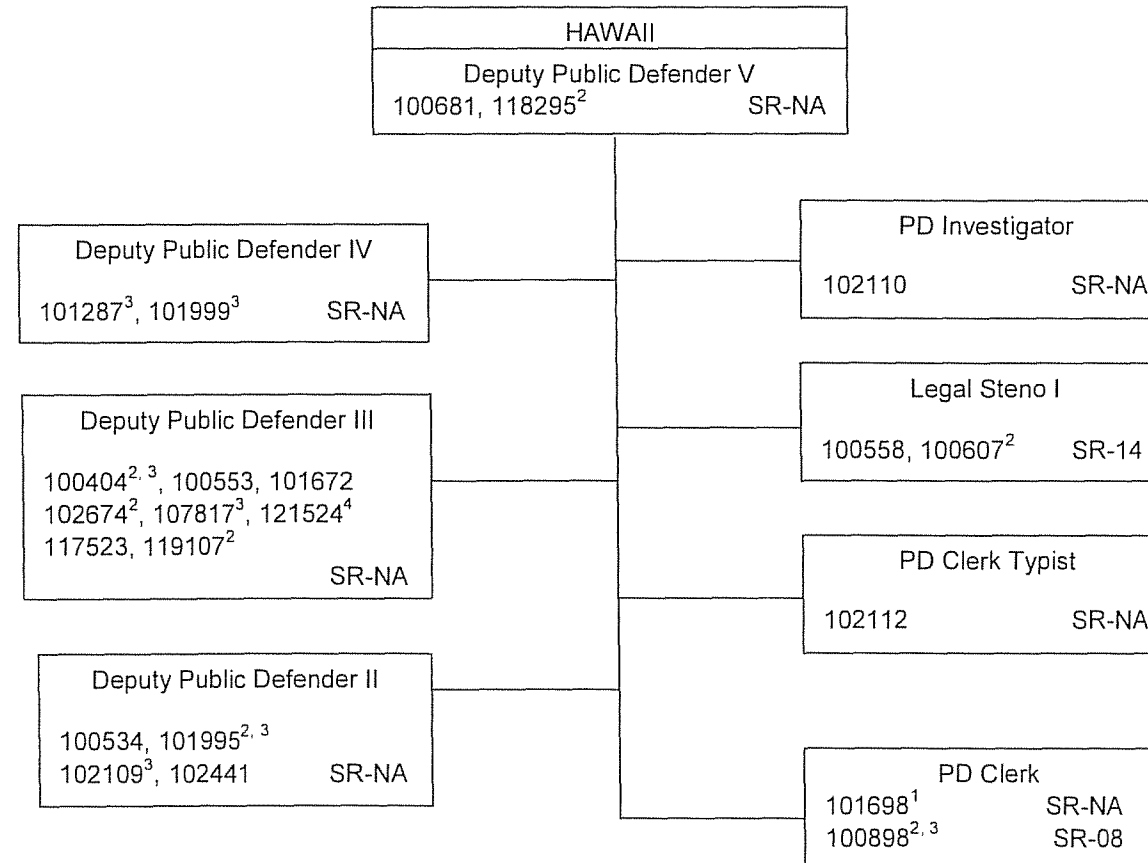 HAWAII
Deputy Public Defender V
100681, 118295² SR-NA
Deputy Public Defender IV
101287³, 101999³ SR-NA
Deputy Public Defender III
100404²,³, 100553, 101672
102674², 107817³, 121524⁴
117523, 119107²
SR-NA
Deputy Public Defender II
100534, 101995²,³
102109³, 102441 SR-NA
PD Investigator
102110 SR-NA
Legal Steno I
100558, 100607² SR-14
PD Clerk Typist
102112 SR-NA
PD Clerk
101698¹ SR-NA
100898²,³ SR-08